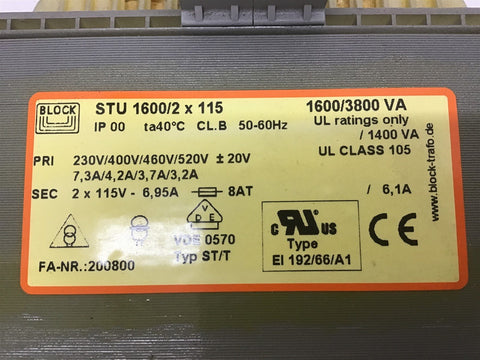 BLOCK
STU 1600/2 x 115
1600/3800 VA
IP 00 ta40°C CL.B 50-60Hz
UL ratings only
/ 1400 VA
UL CLASS 105
PRI 230V/400V/460V/520V ± 20V
7,3A/4,2A/3,7A/3,2A
SEC 2 x 115V - 6,95A 8AT / 6,1A
VDE
VDE 0570
Typ ST/T
FA-NR.:200800
C RU US
Type
EI 192/66/A1
CE
www.block-trafo.de